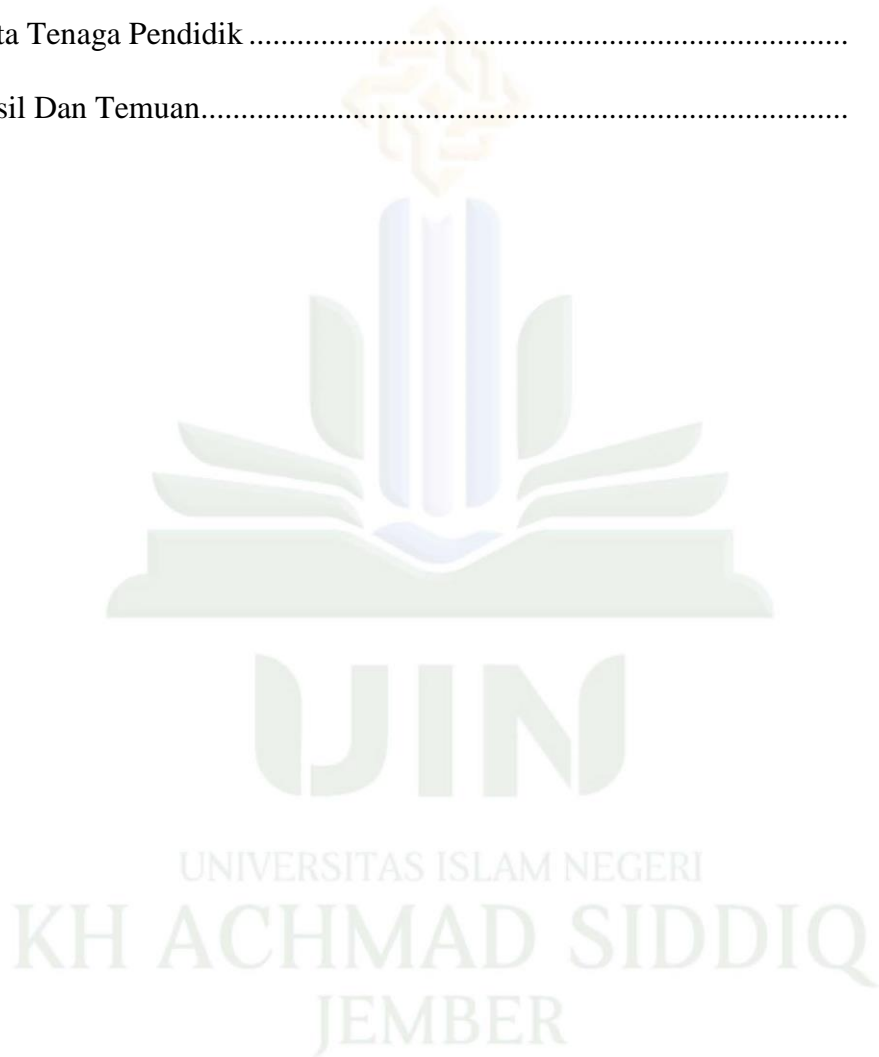 ta Tenaga Pendidik ...........................................................................
sil Dan Temuan.................................................................................
UIN
UNIVERSITAS ISLAM NEGERI
KH ACHMAD SIDDIQ
JEMBER